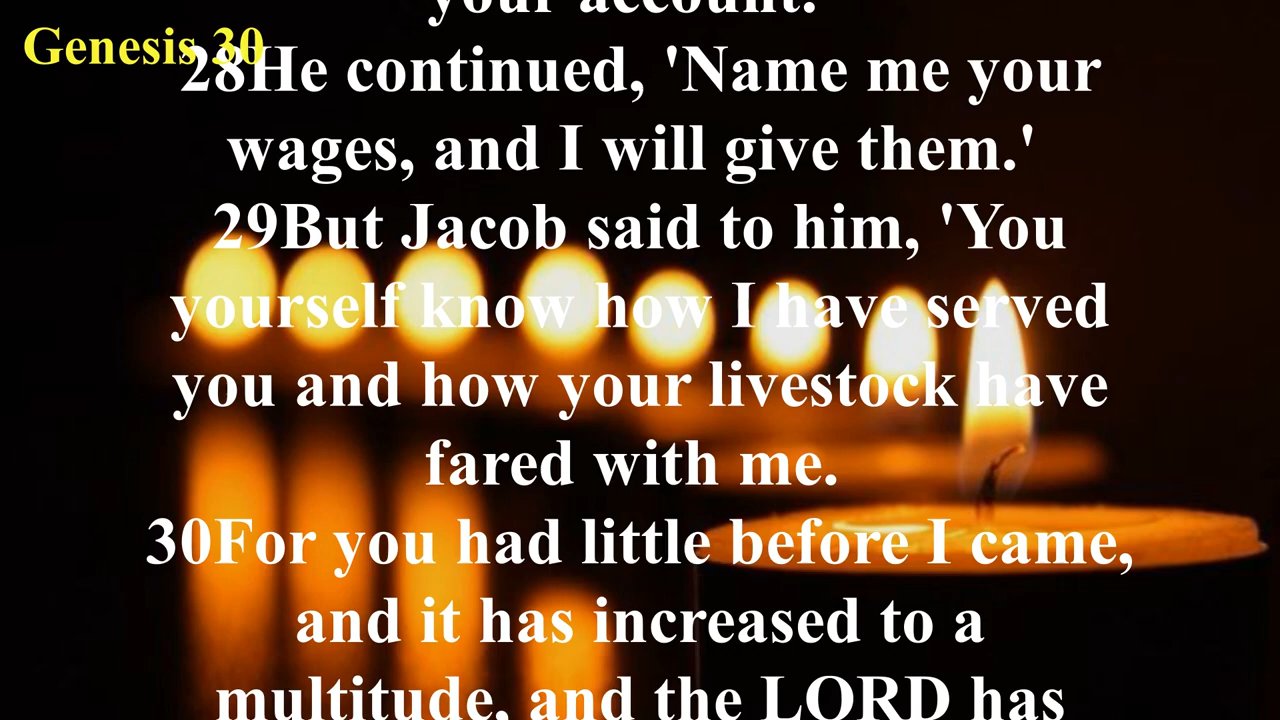 your account.
Genesis 30
28He continued, 'Name me your
wages, and I will give them.'
29But Jacob said to him, 'You
yourself know how I have served
you and how your livestock have
fared with me.
30For you had little before I came,
and it has increased to a
multitude, and the LORD has